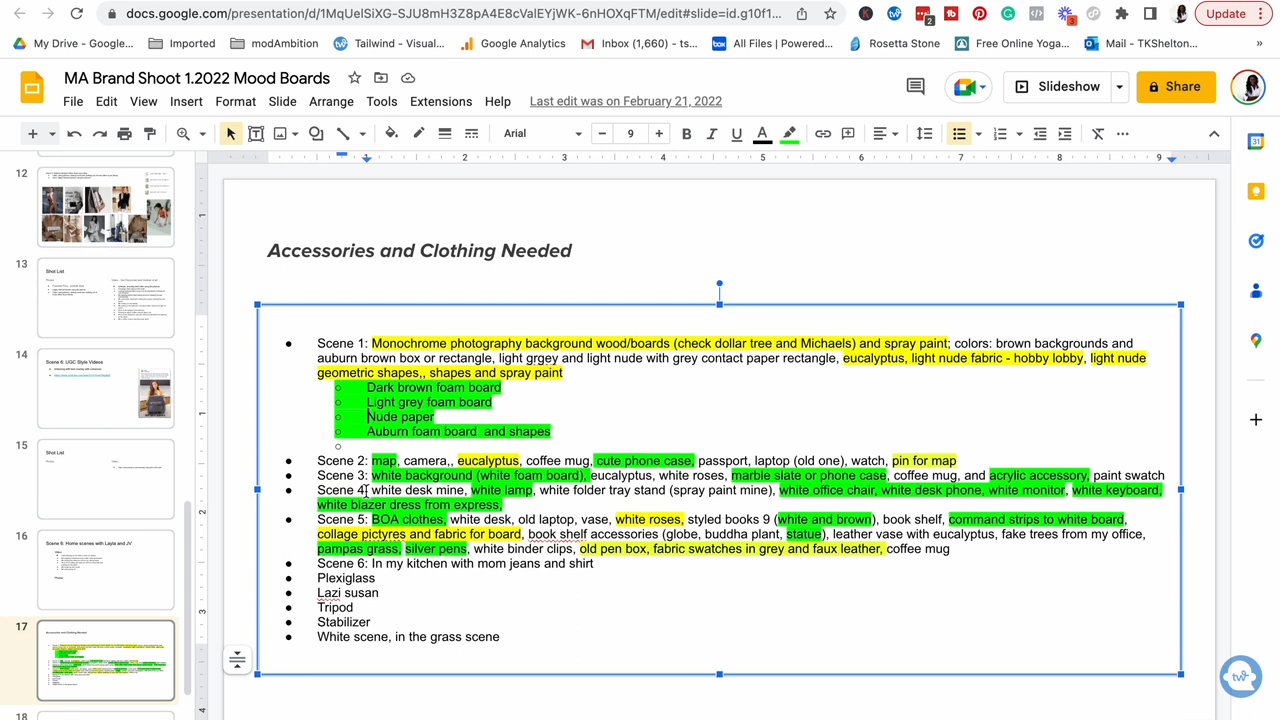 docs.google.com/presentation/d/1MqUelSlXG-SJU8mH3Z8pA4E8cValEYjWK-6nHOXqFTM/edit#slide=id.g10f1...
Update
My Drive - Google...
Imported
modAmbition
Tailwind - Visual...
Google Analytics
Inbox (1,660) - ts...
All Files | Powered...
Rosetta Stone
Free Online Yoga...
Mail - TKShelton...
»
MA Brand Shoot 1.2022 Mood Boards
File Edit View Insert Format Slide Arrange Tools Extensions Help Last edit was on February 21, 2022
Slideshow
Share
Arial
9
Accessories and Clothing Needed
Scene 1: Monochrome photography background wood/boards (check dollar tree and Michaels) and spray paint; colors: brown backgrounds and
auburn brown box or rectangle, light grgey and light nude with grey contact paper rectangle, eucalyptus, light nude fabric - hobby lobby, light nude
geometric shapes,, shapes and spray paint
Dark brown foam board
Light grey foam board
Nude paper
Auburn foam board  and shapes
Scene 2: map, camera,, eucalyptus, coffee mug, cute phone case, passport, laptop (old one), watch, pin for map
Scene 3: white background (white foam board), eucalyptus, white roses, marble slate or phone case, coffee mug, and acrylic accessory, paint swatch
Scene 4: white desk mine, white lamp, white folder tray stand (spray paint mine), white office chair, white desk phone, white monitor, white keyboard,
white blazer dress from express,
Scene 5: BOA clothes, white desk, old laptop, vase, white roses, styled books 9 (white and brown), book shelf, command strips to white board,
collage pictyres and fabric for board, book shelf accessories (globe, buddha plant, statue), leather vase with eucalyptus, fake trees from my office,
pampas grass, silver pens, white binder clips, old pen box, fabric swatches in grey and faux leather, coffee mug
Scene 6: In my kitchen with mom jeans and shirt
Plexiglass
Lazi susan
Tripod
Stabilizer
White scene, in the grass scene
12
13
Shot List
14
Scene 6: UGC Style Videos
15
Shot List
16
Scene 6: Home scenes with Layla and JV
17
Accessories and Clothing Needed
18